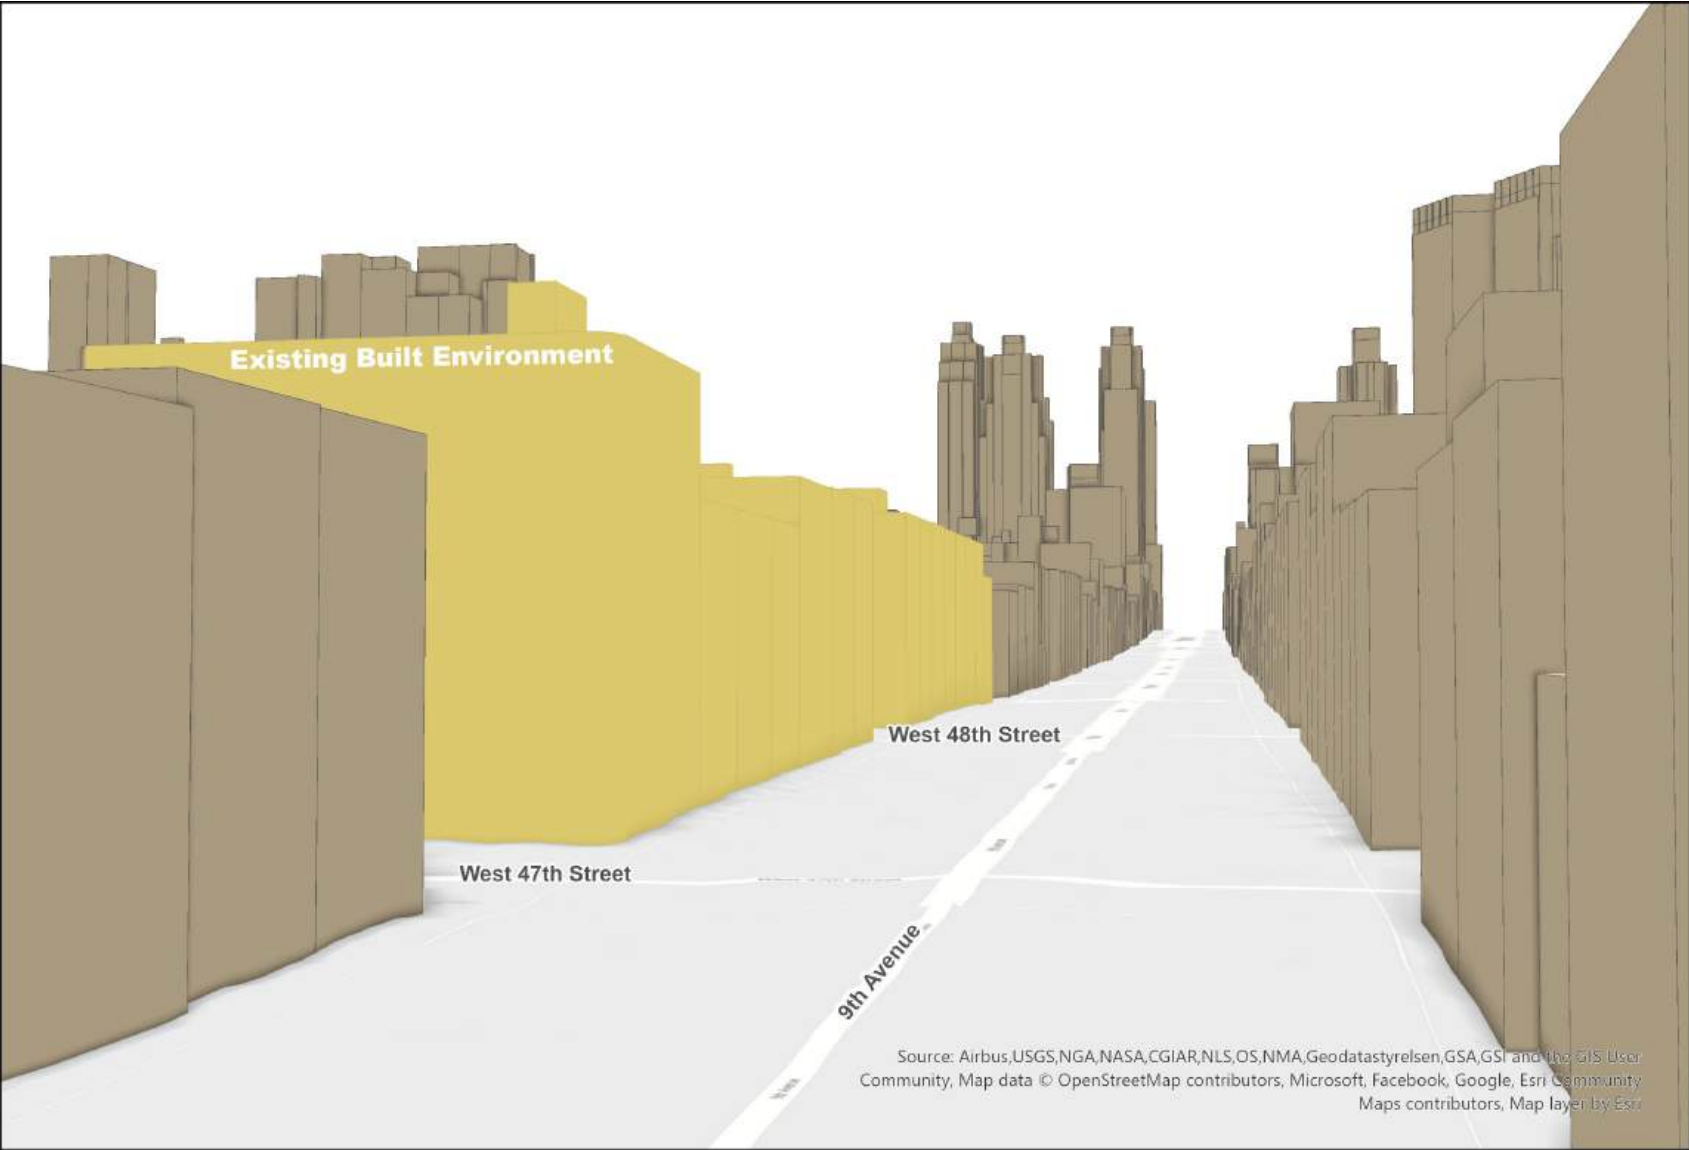 Existing Built Environment
West 48th Street
West 47th Street
9th Avenue
Source: Airbus,USGS,NGA,NASA,CGIAR,NLS,OS,NMA,Geodatastyrelsen,GSA,GSI and the GIS User
Community, Map data © OpenStreetMap contributors, Microsoft, Facebook, Google, Esri Community
Maps contributors, Map layer by Esri